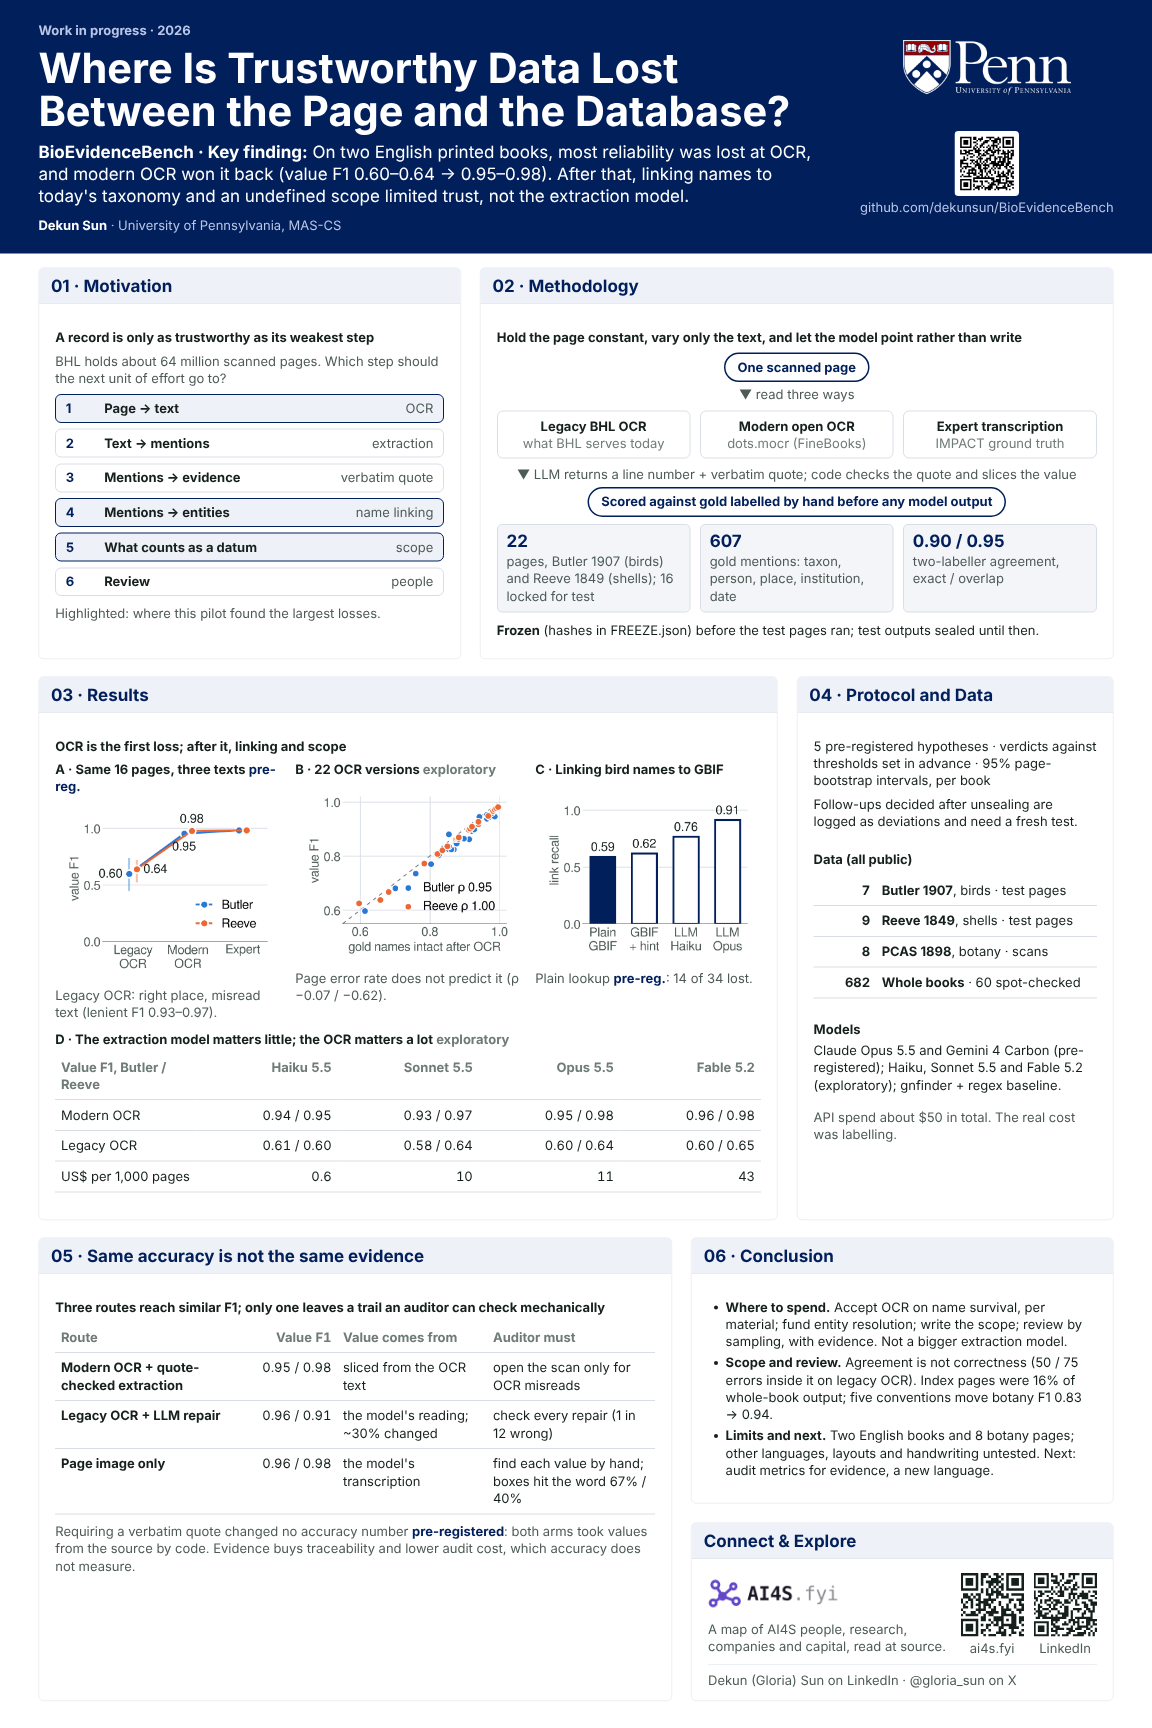 Work in progress · 2026
Where Is Trustworthy Data Lost
Between the Page and the Database?
BioEvidenceBench · Key finding: On two English printed books, most reliability was lost at OCR,
and modern OCR won it back (value F1 0.60–0.64 → 0.95–0.98). After that, linking names to
today's taxonomy and an undefined scope limited trust, not the extraction model.
Dekun Sun · University of Pennsylvania, MAS-CS
Penn
UNIVERSITY of PENNSYLVANIA
github.com/dekunsun/BioEvidenceBench
01 · Motivation
A record is only as trustworthy as its weakest step
BHL holds about 64 million scanned pages. Which step should
the next unit of effort go to?
1 Page → text OCR
2 Text → mentions extraction
3 Mentions → evidence verbatim quote
4 Mentions → entities name linking
5 What counts as a datum scope
6 Review people
Highlighted: where this pilot found the largest losses.
02 · Methodology
Hold the page constant, vary only the text, and let the model point rather than write
One scanned page
▼ read three ways
Legacy BHL OCR
what BHL serves today
Modern open OCR
dots.mocr (FineBooks)
Expert transcription
IMPACT ground truth
▼ LLM returns a line number + verbatim quote; code checks the quote and slices the value
Scored against gold labelled by hand before any model output
22
pages, Butler 1907 (birds)
and Reeve 1849 (shells); 16
locked for test
607
gold mentions: taxon,
person, place, institution,
date
0.90 / 0.95
two-labeller agreement,
exact / overlap
Frozen (hashes in FREEZE.json) before the test pages ran; test outputs sealed until then.
03 · Results
OCR is the first loss; after it, linking and scope
A · Same 16 pages, three texts pre-
reg.
value F1
1.0
0.5
0.0
0.60
0.64
0.98
0.95
Butler
Reeve
Legacy
OCR
Modern
OCR
Expert
Legacy OCR: right place, misread
text (lenient F1 0.93–0.97).
B · 22 OCR versions exploratory
value F1
1.0
0.8
0.6
Butler ρ 0.95
Reeve ρ 1.00
0.6 0.8 1.0
gold names intact after OCR
Page error rate does not predict it (ρ
−0.07 / −0.62).
C · Linking bird names to GBIF
link recall
1.0
0.5
0.0
0.59
0.62
0.76
0.91
Plain
GBIF
GBIF
+ hint
LLM
Haiku
LLM
Opus
Plain lookup pre-reg.: 14 of 34 lost.
D · The extraction model matters little; the OCR matters a lot exploratory
Value F1, Butler /
Reeve
Haiku 5.5 Sonnet 5.5 Opus 5.5 Fable 5.2
Modern OCR 0.94 / 0.95 0.93 / 0.97 0.95 / 0.98 0.96 / 0.98
Legacy OCR 0.61 / 0.60 0.58 / 0.64 0.60 / 0.64 0.60 / 0.65
US$ per 1,000 pages 0.6 10 11 43
04 · Protocol and Data
5 pre-registered hypotheses · verdicts against
thresholds set in advance · 95% page-
bootstrap intervals, per book
Follow-ups decided after unsealing are
logged as deviations and need a fresh test.
Data (all public)
7 Butler 1907, birds · test pages
9 Reeve 1849, shells · test pages
8 PCAS 1898, botany · scans
682 Whole books · 60 spot-checked
Models
Claude Opus 5.5 and Gemini 4 Carbon (pre-
registered); Haiku, Sonnet 5.5 and Fable 5.2
(exploratory); gnfinder + regex baseline.
API spend about $50 in total. The real cost
was labelling.
05 · Same accuracy is not the same evidence
Three routes reach similar F1; only one leaves a trail an auditor can check mechanically
Route Value F1 Value comes from Auditor must
Modern OCR + quote-
checked extraction
0.95 / 0.98
sliced from the OCR
text
open the scan only for
OCR misreads
Legacy OCR + LLM repair
0.96 / 0.91
the model's reading;
~30% changed
check every repair (1 in
12 wrong)
Page image only
0.96 / 0.98
the model's
transcription
find each value by hand;
boxes hit the word 67% /
40%
Requiring a verbatim quote changed no accuracy number pre-registered: both arms took values
from the source by code. Evidence buys traceability and lower audit cost, which accuracy does
not measure.
06 · Conclusion
• Where to spend. Accept OCR on name survival, per
material; fund entity resolution; write the scope; review by
sampling, with evidence. Not a bigger extraction model.
• Scope and review. Agreement is not correctness (50 / 75
errors inside it on legacy OCR). Index pages were 16% of
whole-book output; five conventions move botany F1 0.83
→ 0.94.
• Limits and next. Two English books and 8 botany pages;
other languages, layouts and handwriting untested. Next:
audit metrics for evidence, a new language.
Connect & Explore
AI4S.fyi
A map of AI4S people, research,
companies and capital, read at source.
ai4s.fyi
LinkedIn
Dekun (Gloria) Sun on LinkedIn · @gloria_sun on X